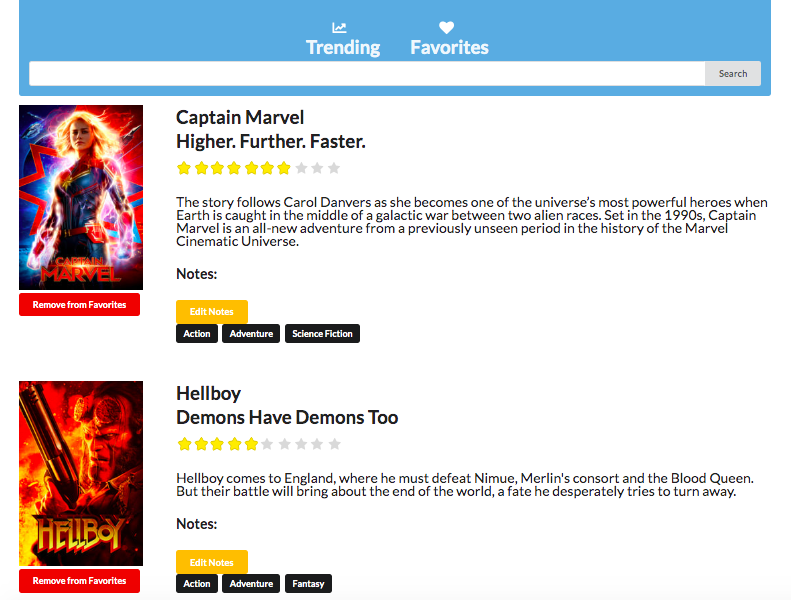 Trending Favorites
Search
Captain Marvel
Higher. Further. Faster.
The story follows Carol Danvers as she becomes one of the universe's most powerful heroes when
Earth is caught in the middle of a galactic war between two alien races. Set in the 1990s, Captain
Marvel is an all-new adventure from a previously unseen period in the history of the Marvel
Cinematic Universe.
Notes:
Edit Notes
Action Adventure Science Fiction
CAPTAIN
MARVEL
Remove from Favorites
Hellboy
Demons Have Demons Too
Hellboy comes to England, where he must defeat Nimue, Merlin's consort and the Blood Queen.
But their battle will bring about the end of the world, a fate he desperately tries to turn away.
Notes:
Edit Notes
Action Adventure Fantasy
HELLBOY
Remove from Favorites